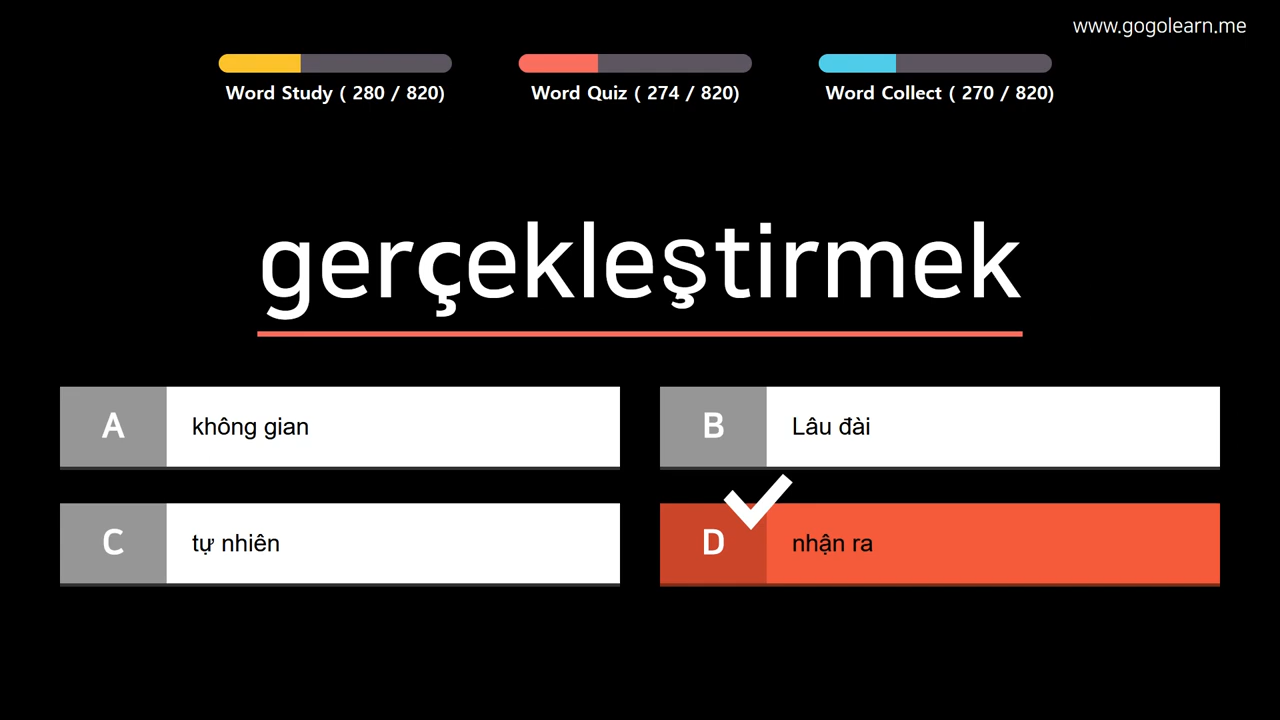 www.gogolearn.me
Word Study ( 280 / 820)
Word Quiz ( 274 / 820)
Word Collect ( 270 / 820)
gerçekleştirmek
A không gian
B Lâu đài
C tự nhiên
D nhận ra